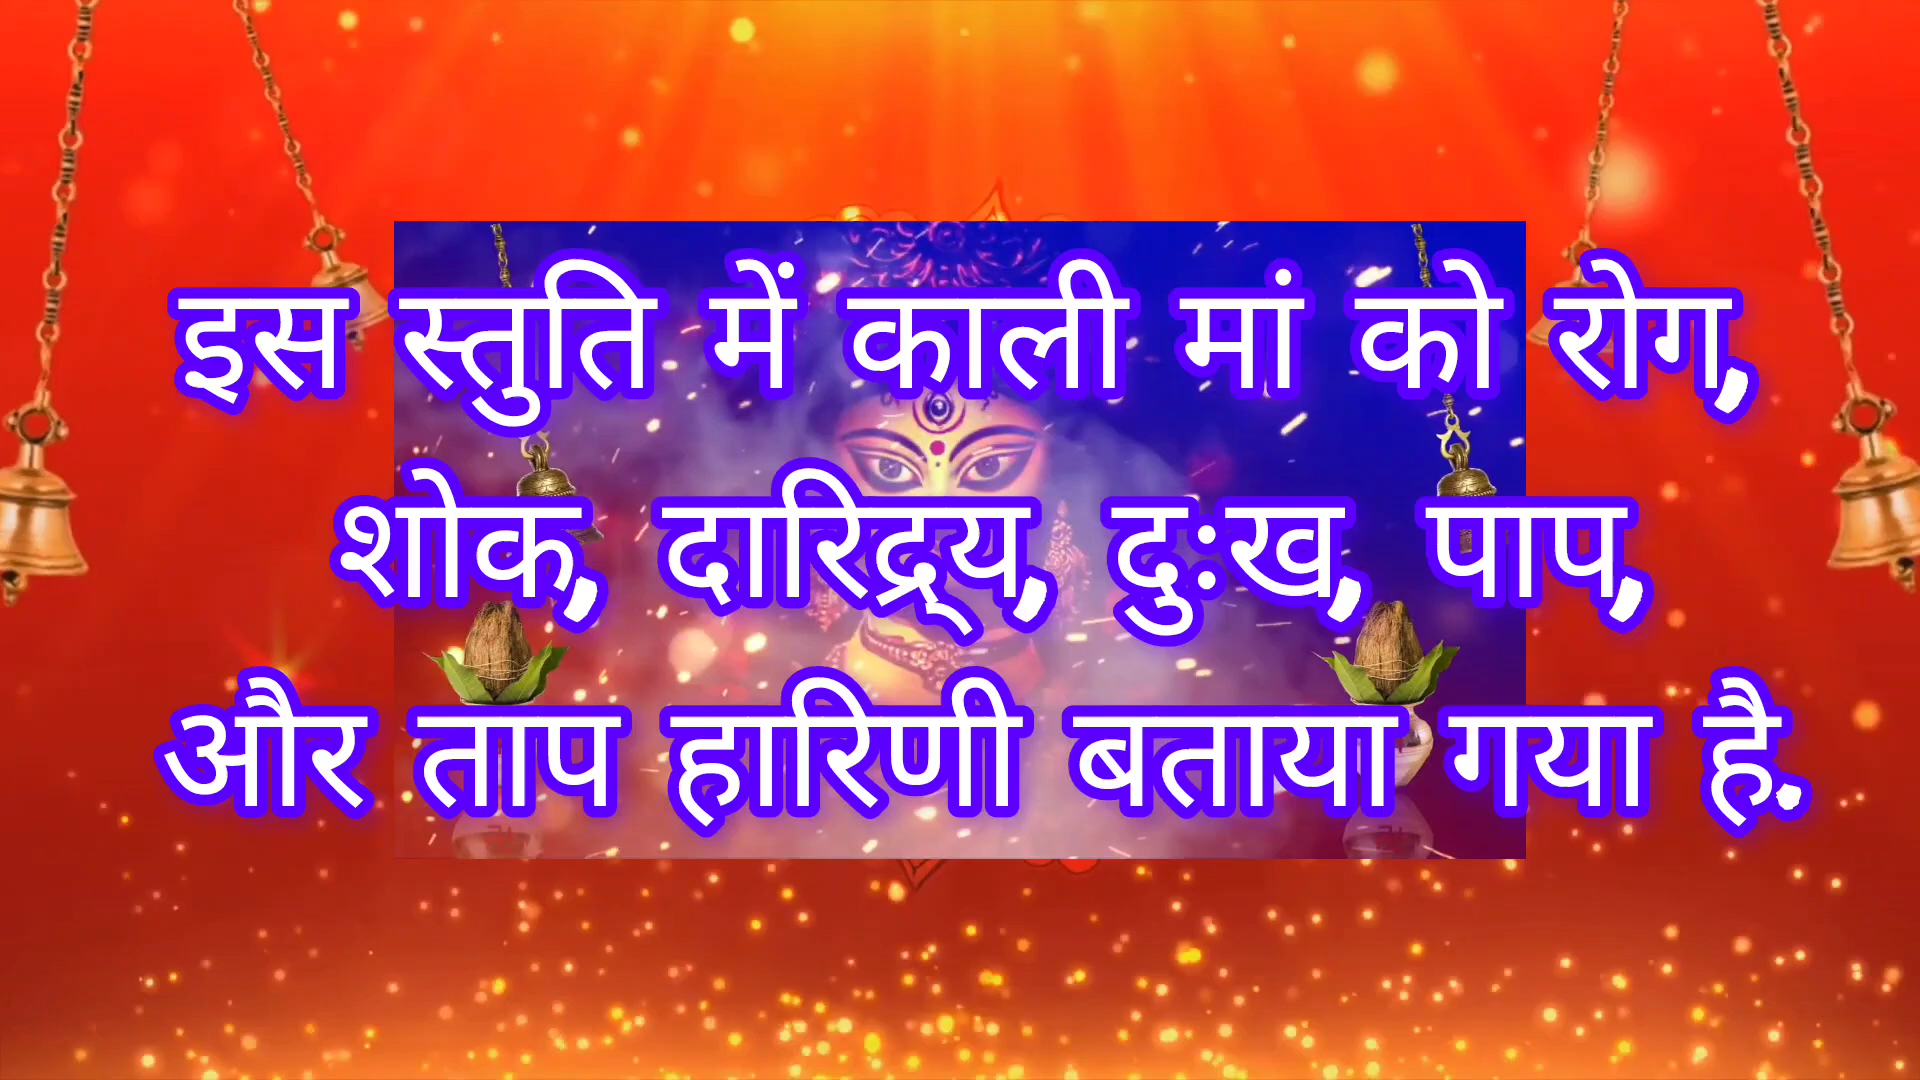 इस स्तुति में काली मां को रोग,
शोक, दारिद्र्य, दुःख, पाप,
और ताप हारिणी बताया गया है.